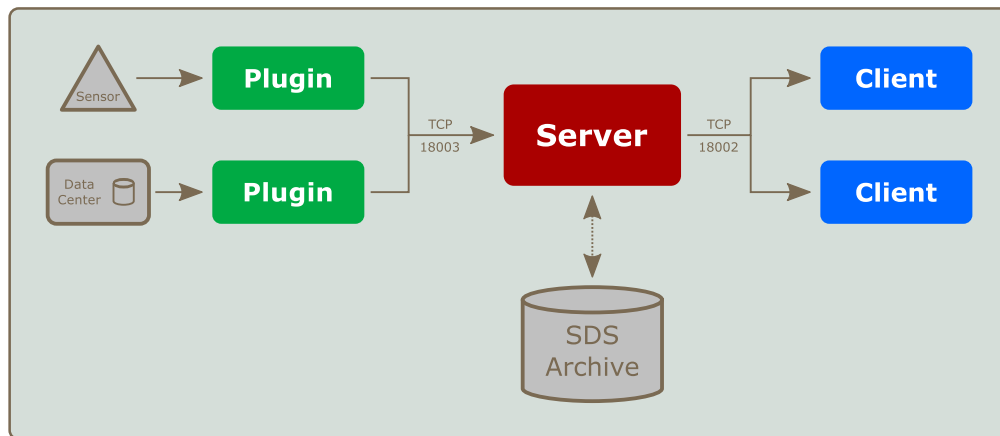 Sensor
Plugin
Data
Center
Plugin
TCP
18003
Server
SDS
Archive
TCP
18002
Client
Client